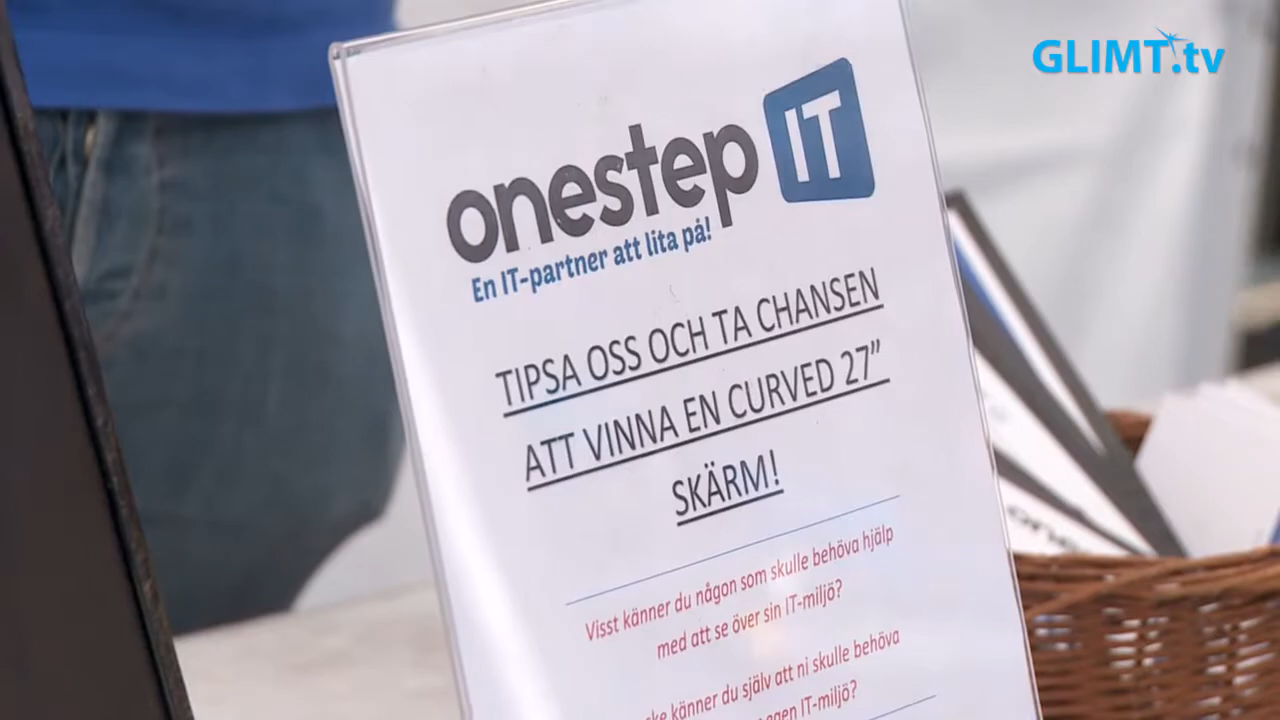 GLIMT.tv
onestep IT
En IT-partner att lita på!
TIPSA OSS OCH TA CHANSEN
ATT VINNA EN CURVED 27”
SKÄRM!
Visst känner du någon som skulle behöva hjälp
med att se över sin IT-miljö?
känner du själv att ni skulle behöva
IT-miljö?